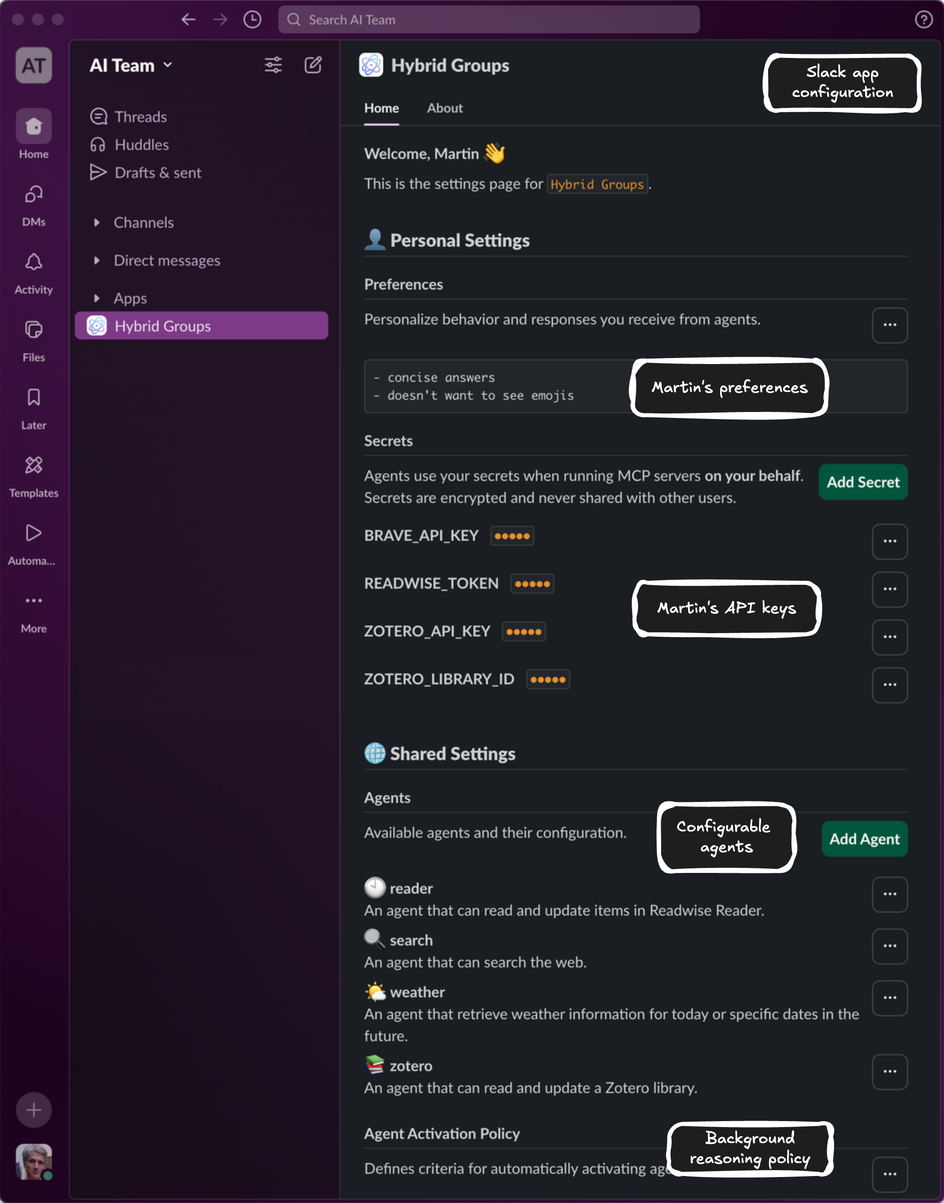 Search AI Team
AT
Home
DMs
Activity
Files
Later
Templates
Automa...
More
AI Team
Threads
Huddles
Drafts & sent
Channels
Direct messages
Apps
Hybrid Groups
Hybrid Groups
Slack app
configuration
Home About
Welcome, Martin 👋
This is the settings page for Hybrid Groups.
👤 Personal Settings
Preferences
Personalize behavior and responses you receive from agents.
- concise answers
- doesn't want to see emojis
Martin's preferences
Secrets
Agents use your secrets when running MCP servers on your behalf.
Secrets are encrypted and never shared with other users.
Add Secret
BRAVE_API_KEY •••••
READWISE_TOKEN •••••
ZOTERO_API_KEY •••••
ZOTERO_LIBRARY_ID •••••
Martin's API keys
🌐 Shared Settings
Agents
Available agents and their configuration.
Configurable
agents
Add Agent
🕙 reader
An agent that can read and update items in Readwise Reader.
🔍 search
An agent that can search the web.
🌤️ weather
An agent that retrieve weather information for today or specific dates in the
future.
📚 zotero
An agent that can read and update a Zotero library.
Agent Activation Policy
Defines criteria for automatically activating
Background
reasoning policy